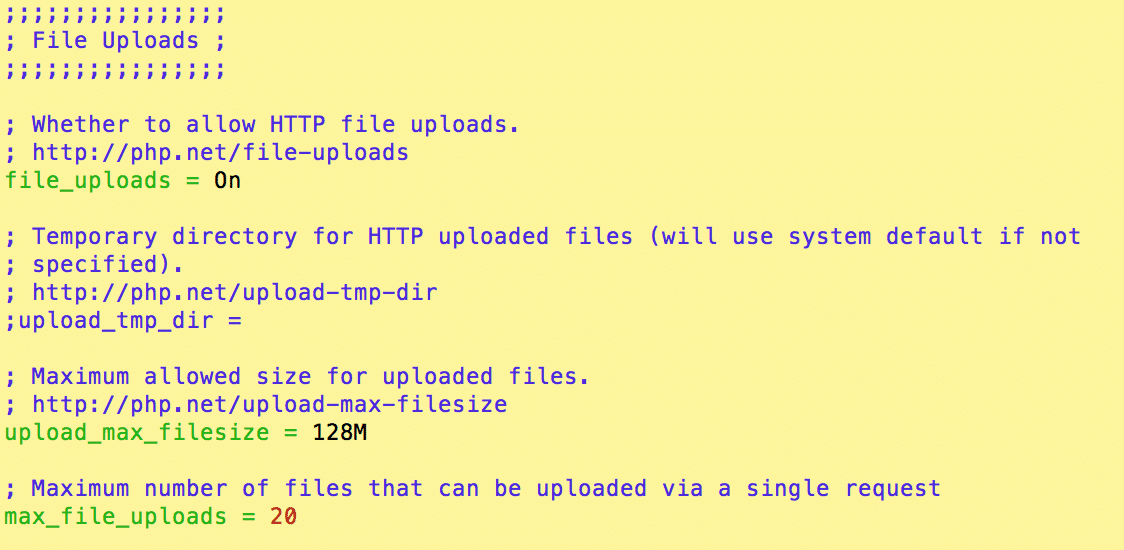 ;;;;;;;;;;;;;;;;
; File Uploads ;
;;;;;;;;;;;;;;;;
; Whether to allow HTTP file uploads.
; http://php.net/file-uploads
file_uploads = On
; Temporary directory for HTTP uploaded files (will use system default if not
; specified).
; http://php.net/upload-tmp-dir
;upload_tmp_dir =
; Maximum allowed size for uploaded files.
; http://php.net/upload-max-filesize
upload_max_filesize = 128M
; Maximum number of files that can be uploaded via a single request
max_file_uploads = 20